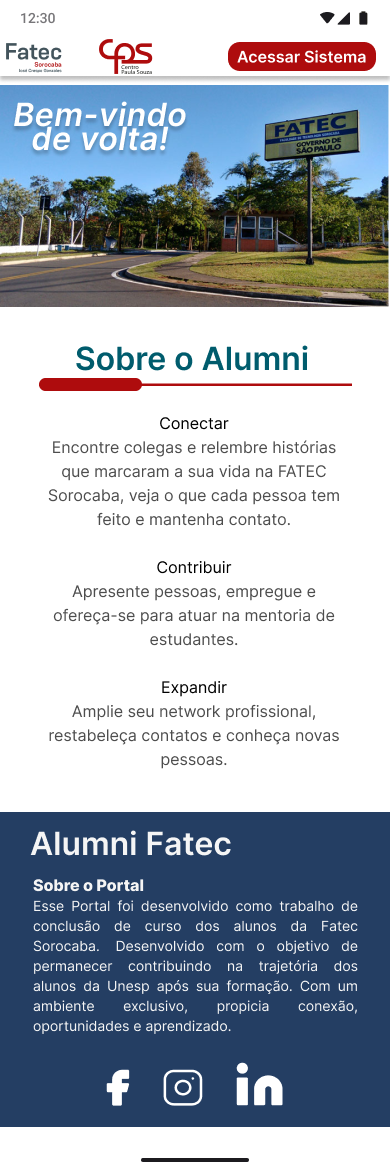 12:30
Fatec
Sorocaba
José Crespo Gonzales
CPS
Centro
Paula Souza
Acessar Sistema
Bem-vindo
de volta!
FATEC
FACULDADE DE TECNOLOGIA SOROCABA
GOVERNO DE
SÃO PAULO
Sobre o Alumni
Conectar
Encontre colegas e relembre histórias
que marcaram a sua vida na FATEC
Sorocaba, veja o que cada pessoa tem
feito e mantenha contato.
Contribuir
Apresente pessoas, empregue e
ofereça-se para atuar na mentoria de
estudantes.
Expandir
Amplie seu network profissional,
restabeleça contatos e conheça novas
pessoas.
Alumni Fatec
Sobre o Portal
Esse Portal foi desenvolvido como trabalho de
conclusão de curso dos alunos da Fatec
Sorocaba. Desenvolvido com o objetivo de
permanecer contribuindo na trajetória dos
alunos da Unesp após sua formação. Com um
ambiente exclusivo, propicia conexão,
oportunidades e aprendizado.
in